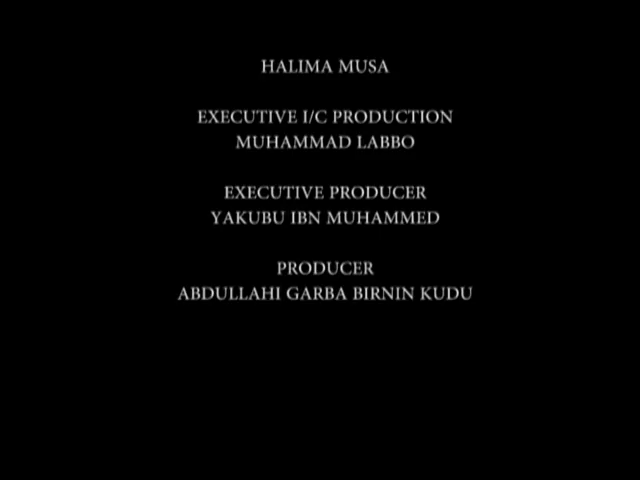 HALIMA MUSA
EXECUTIVE I/C PRODUCTION
MUHAMMAD LABBO
EXECUTIVE PRODUCER
YAKUBU IBN MUHAMMED
PRODUCER
ABDULLAHI GARBA BIRNIN KUDU